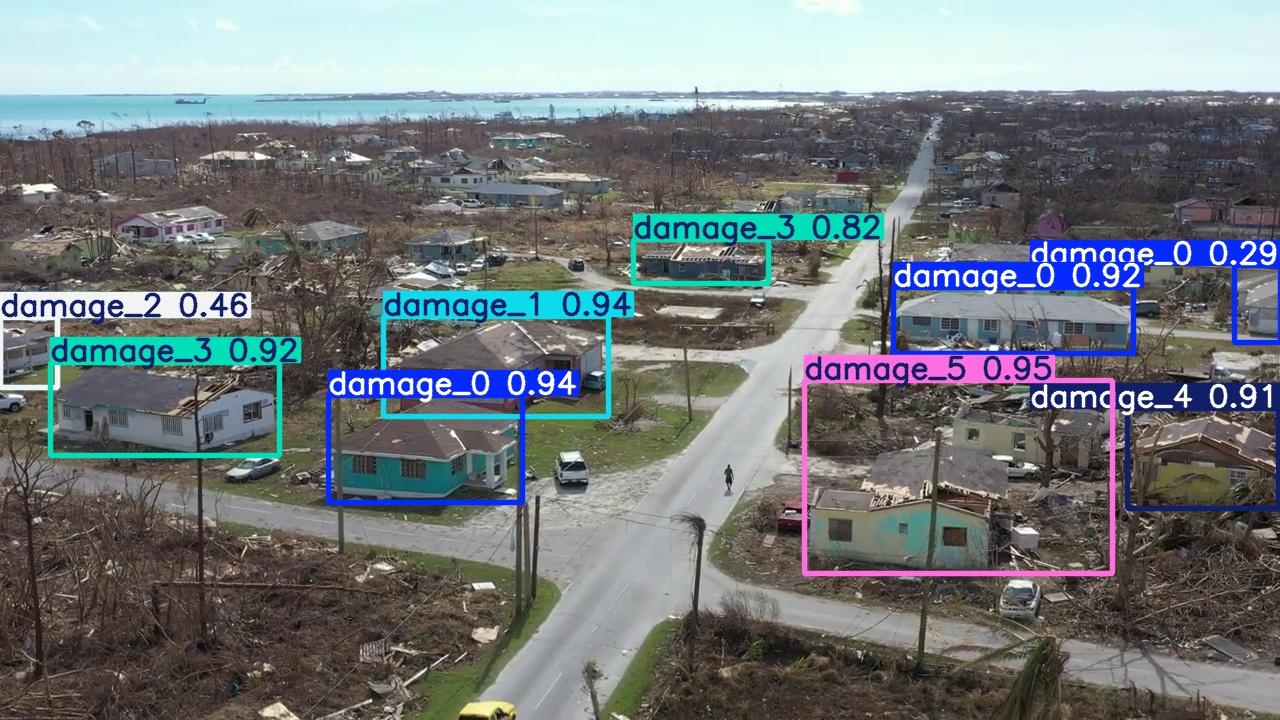 damage_3 0.82
damage_0 0.29
damage_0 0.92
damage_2 0.46
damage_1 0.94
damage_3 0.92
damage_0 0.94
damage_5 0.95
damage_4 0.91